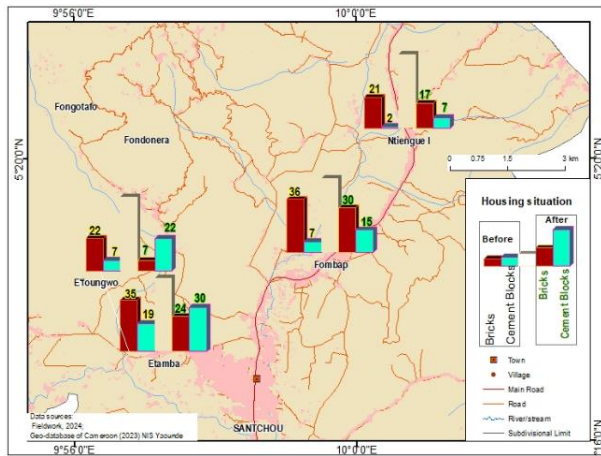 9°56'0"E
10°0'0"E
21
2
17
7
Ntiengue I
Fongotafo
Fondonera
5°20'0"N
5°20'0"N
0 0.75 1.5 3 km
36
7
30
15
Fombap
22
7
7
22
E'Foungwo
35
19
24
30
Etamba
SANTCHOU
Housing situation
Before
After
Bricks
Cement Blocks
Bricks
Cement Blocks
Town
Village
Main Road
Road
River/stream
Subdivisional Limit
Data sources:
Fieldwork, 2024;
Geo-database of Cameroon (2023) NIS Yaounde
9°56'0"E
10°0'0"E